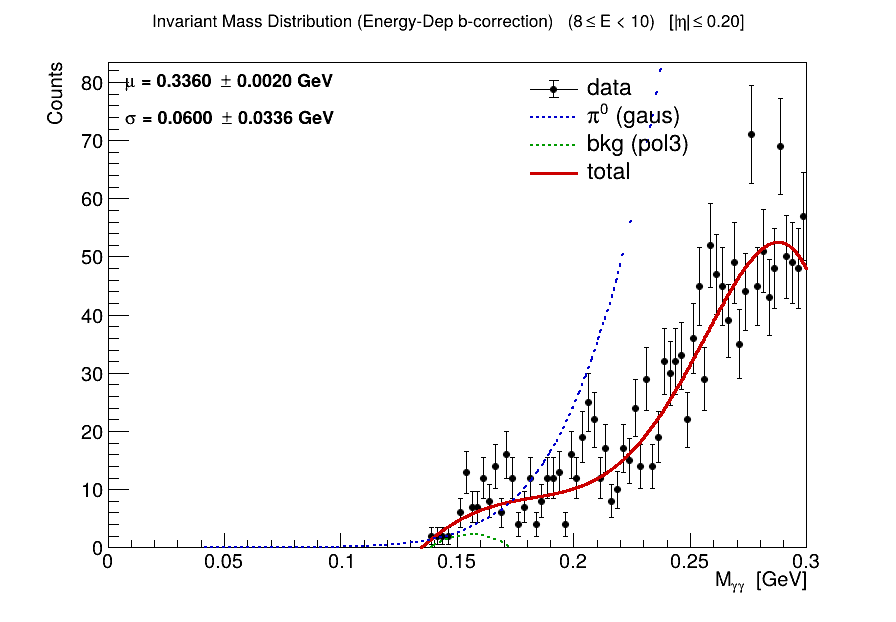 Invariant Mass Distribution (Energy-Dep b-correction) (8 ≤ E < 10) [|η| ≤ 0.20]
Counts
μ = 0.3360 ± 0.0020 GeV
σ = 0.0600 ± 0.0336 GeV
data
π⁰ (gaus)
bkg (pol3)
total
80
70
60
50
40
30
20
10
0
0 0.05 0.1 0.15 0.2 0.25 0.3
M_γγ [GeV]